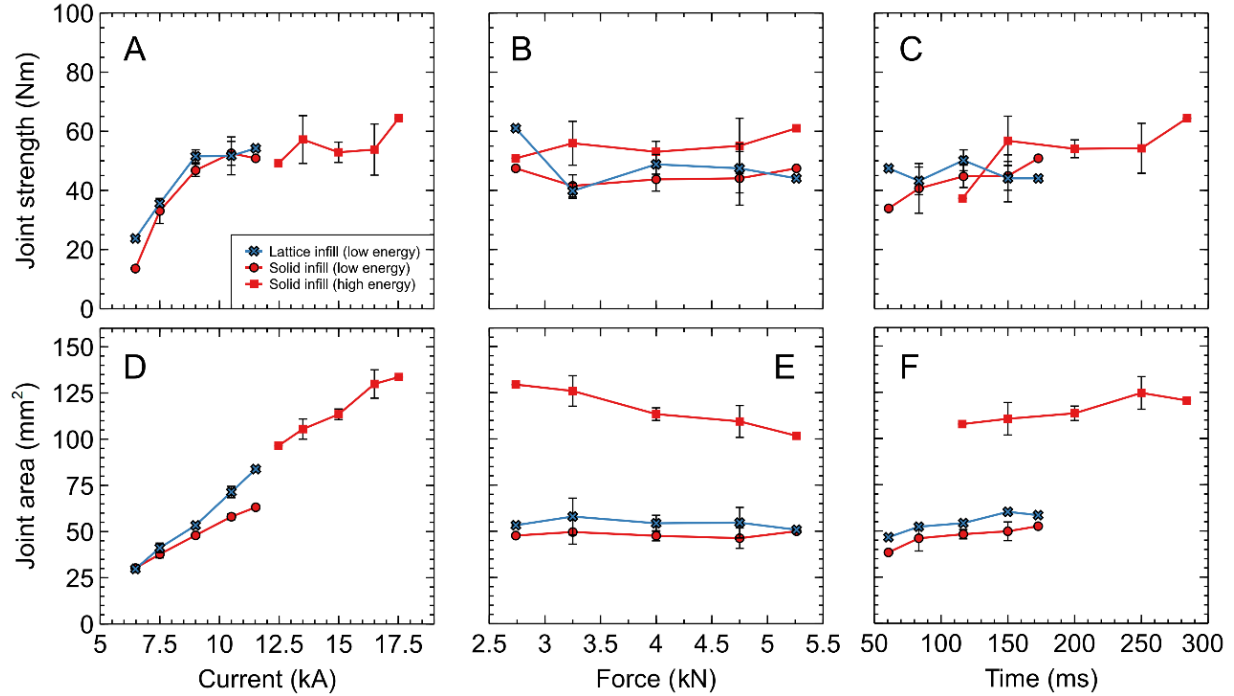 A
B
C
Joint strength (Nm)
100
80
60
40
20
0
Lattice infill (low energy)
Solid infill (low energy)
Solid infill (high energy)
D
E
F
Joint area (mm²)
150
125
100
75
50
25
0
5 7.5 10 12.5 15 17.5
2.5 3 3.5 4 4.5 5 5.5
50 100 150 200 250 300
Current (kA)
Force (kN)
Time (ms)